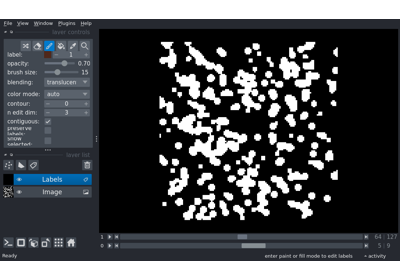 File View Window Plugins Help
layer controls
label: 1
opacity: 0.70
brush size: 15
blending: translucen
color mode: auto
contour: 0
n edit dim: 3
contiguous:
preserve
labels:
show
selected:
layer list
Labels
Image
1 64 127
0 5 9
Ready enter paint or fill mode to edit labels activity